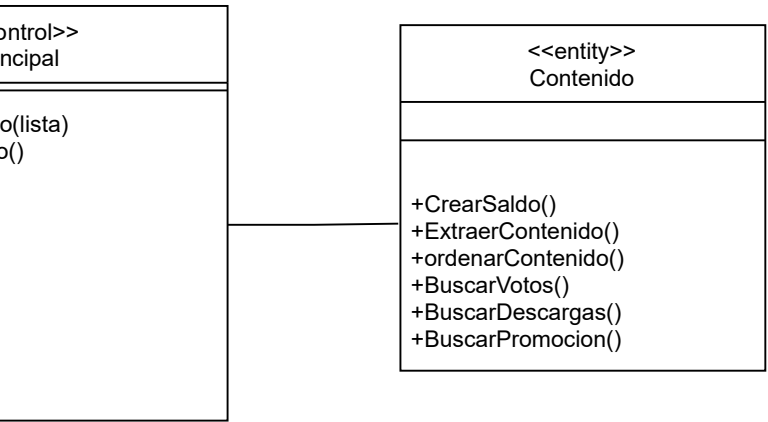 ontrol>>
ncipal
o(lista)
o()
<<entity>>
Contenido
+CrearSaldo()
+ExtraerContenido()
+ordenarContenido()
+BuscarVotos()
+BuscarDescargas()
+BuscarPromocion()